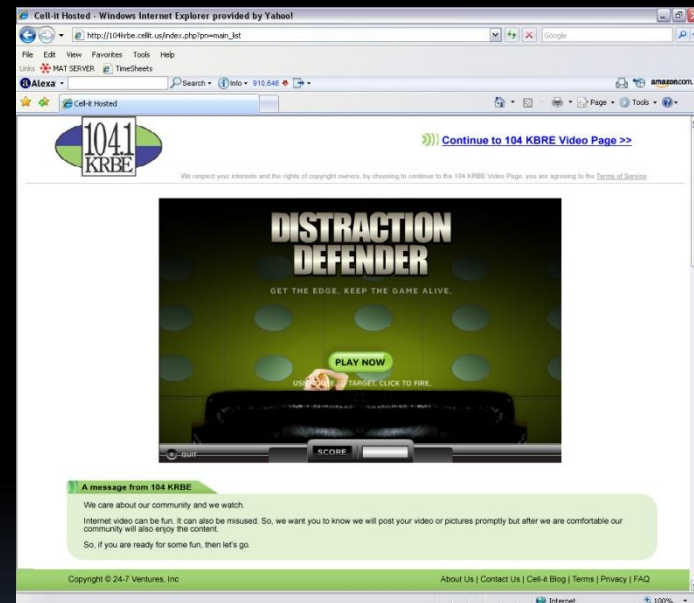 Cell-it Hosted - Windows Internet Explorer provided by Yahoo!
http://104krbe.cellit.us/index.php?pn=main_list
Google
File Edit View Favorites Tools Help
Links MAT SERVER TimeSheets
Alexa Search Info 910,646 amazon.com
Cell-it Hosted Page Tools
104.1
KRBE
Continue to 104 KBRE Video Page >>
We respect your interests and the rights of copyright owners, by choosing to continue to the 104 KRBE Video Page, you are agreeing to the Terms of Service.
DISTRACTION
DEFENDER
GET THE EDGE. KEEP THE GAME ALIVE.
PLAY NOW
TARGET. CLICK TO FIRE.
QUIT
SCORE
A message from 104 KRBE
We care about our community and we watch.
Internet video can be fun. It can also be misused. So, we want you to know we will post your video or pictures promptly but after we are comfortable our
community will also enjoy the content.
So, if you are ready for some fun, then let's go.
Copyright © 24-7 Ventures, Inc About Us | Contact Us | Cell-it Blog | Terms | Privacy | FAQ
Internet 100%